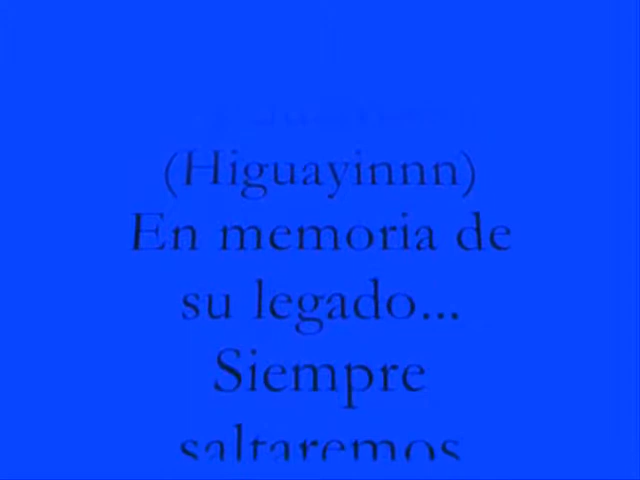 (Higuayinnn)
En memoria de
su legado...
Siempre
saltaremos